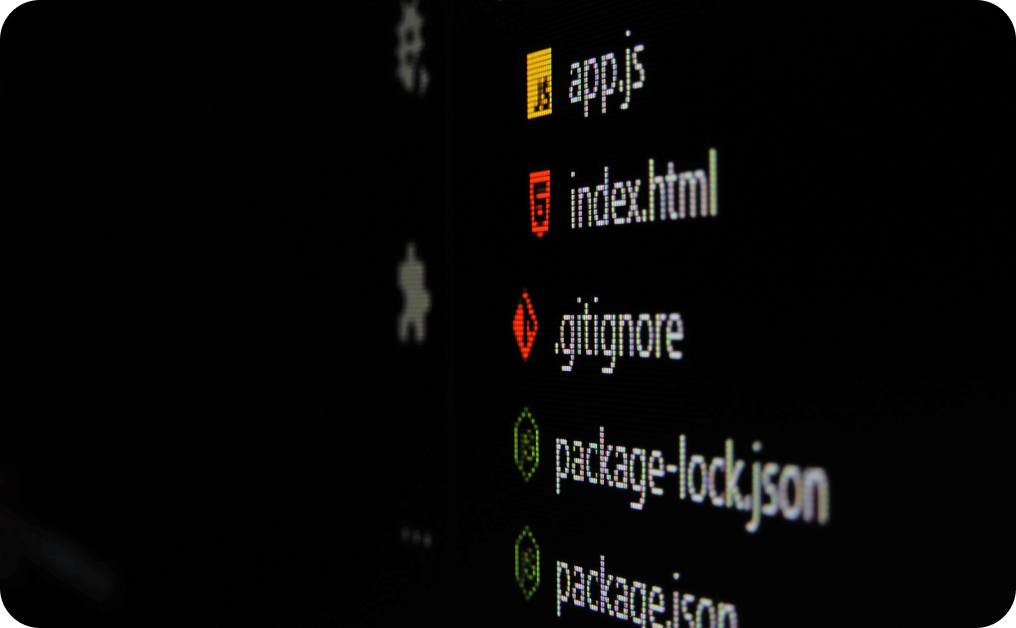 app.js
index.html
.gitignore
package-lock.json
package.json